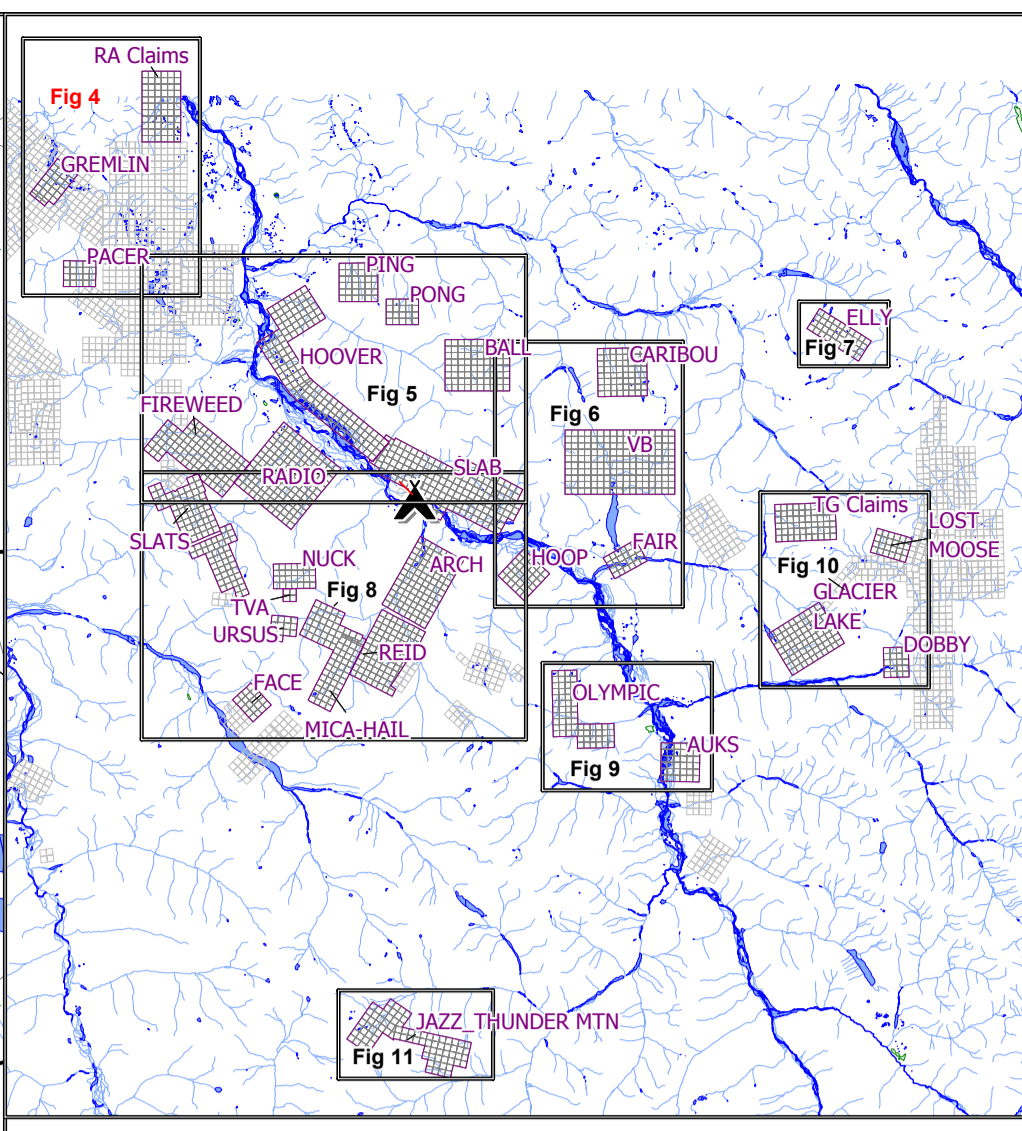 RA Claims
Fig 4
GREMLIN
PACER
PING
PONG
HOOVER
BALL
Fig 5
FIREWEED
RADIO
SLAB
CARIBOU
Fig 6
VB
HOOP
FAIR
ELLY
Fig 7
TG Claims
LOST
MOOSE
Fig 10
GLACIER
LAKE
DOBBY
SLATS
NUCK
ARCH
Fig 8
TVA
URSUS
REID
FACE
MICA-HAIL
OLYMPIC
AUKS
Fig 9
JAZZ_THUNDER MTN
Fig 11